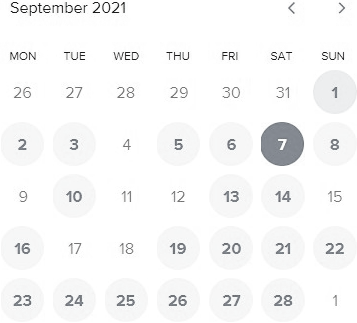 September 2021 < >
MON TUE WED THU FRI SAT SUN
26 27 28 29 30 31 1
2 3 4 5 6 7 8
9 10 11 12 13 14 15
16 17 18 19 20 21 22
23 24 25 26 27 28 1